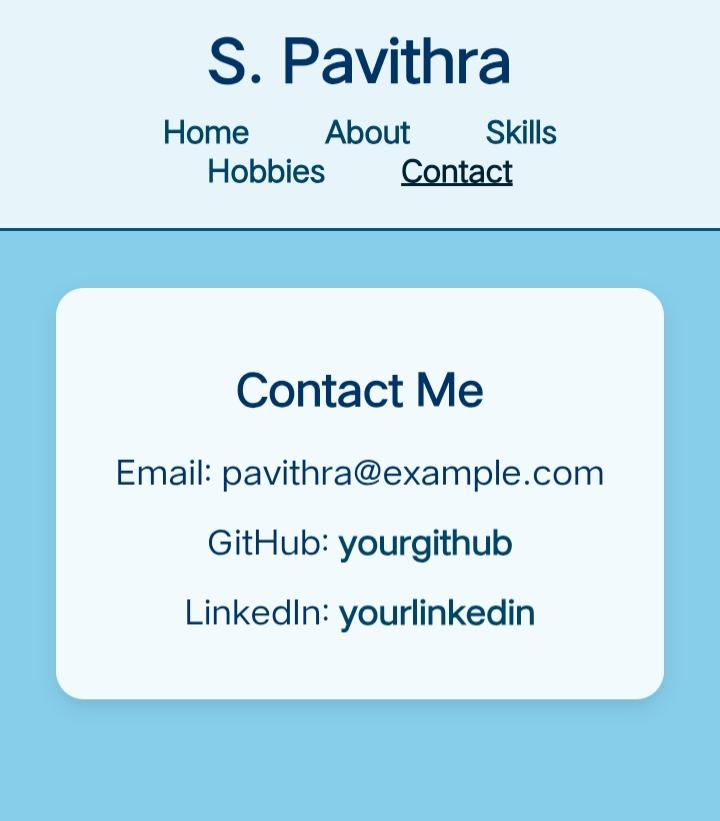 S. Pavithra
Home About Skills
Hobbies Contact
Contact Me
Email: pavithra@example.com
GitHub: yourgithub
LinkedIn: yourlinkedin